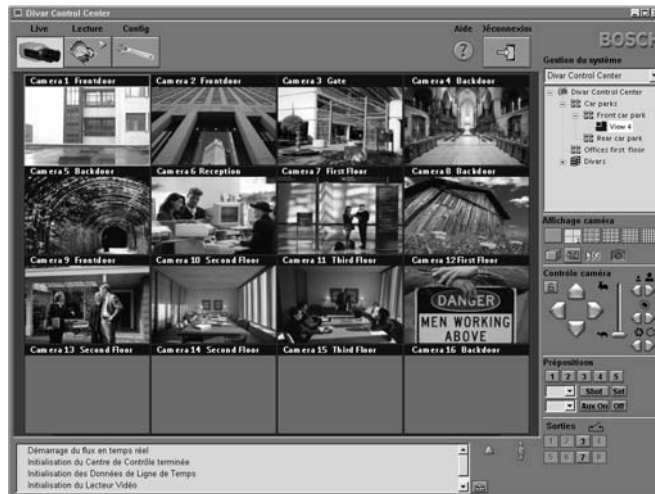 Divar Control Center
Live Lecture Config Aide Déconnexion
BOSCH
Gestion du système
Divar Control Center
Divar Control Center
Car parks
Front car park
View 4
Rear car park
Offices first floor
Divars
Camera 1 Frontdoor Camera 2 Frontdoor Camera 3 Gate Camera 4 Backdoor
Camera 5 Backdoor Camera 6 Reception Camera 7 First Floor Camera 8 Backdoor
Camera 9 Frontdoor Camera 10 Second Floor Camera 11 Third Floor Camera 12 First Floor
DANGER
MEN WORKING
ABOVE
Camera 13 Second Floor Camera 14 Second Floor Camera 15 Third Floor Camera 16 Backdoor
Affichage caméra
Contrôle caméra
Prépositions
1 2 3 4 5
Shot Set
Aux On Off
Sorties
1 2 3 4
5 6 7 8
Démarrage du flux en temps réel
Initialisation du Centre de Contrôle terminée
Initialisation des Données de Ligne de Temps
Initialisation du Lecteur Vidéo